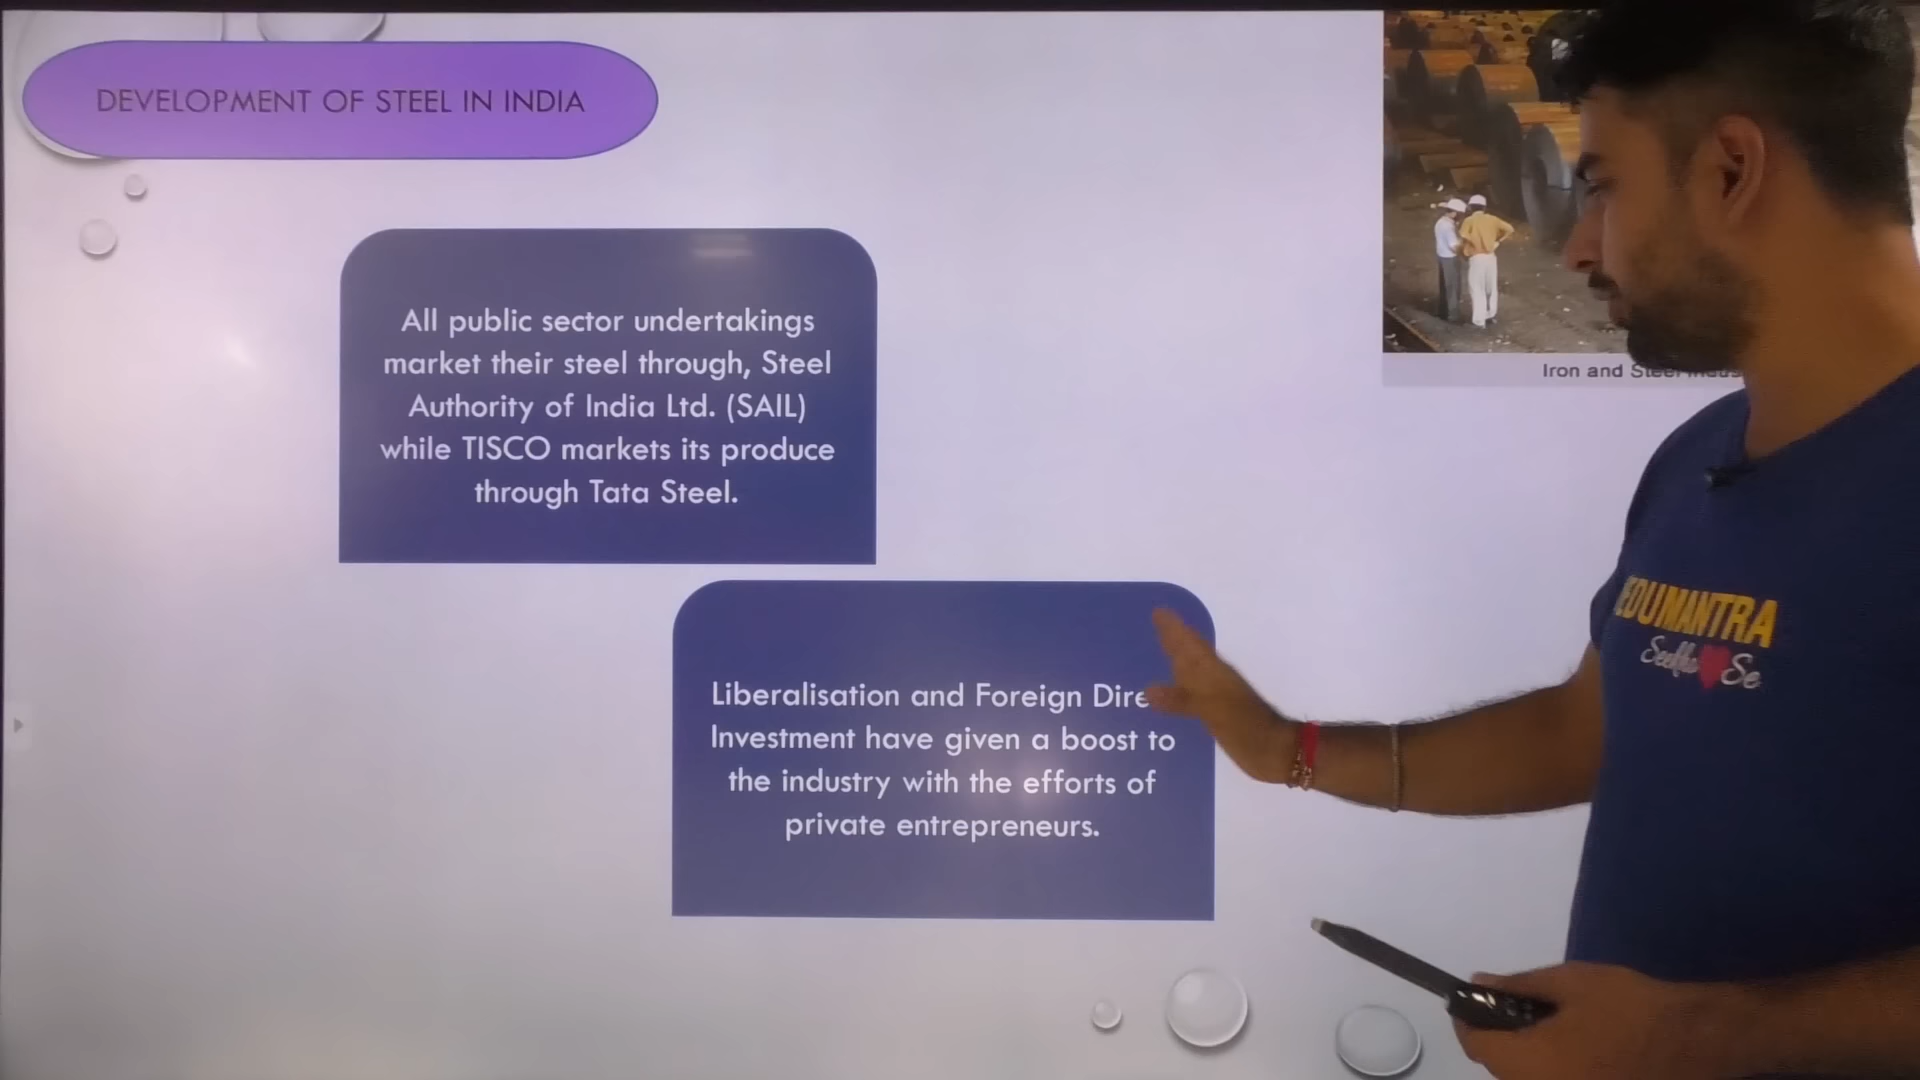 DEVELOPMENT OF STEEL IN INDIA
All public sector undertakings
market their steel through, Steel
Authority of India Ltd. (SAIL)
while TISCO markets its produce
through Tata Steel.
Iron and Steel
Liberalisation and Foreign Dire
Investment have given a boost to
the industry with the efforts of
private entrepreneurs.
EDUMANTRA
Se